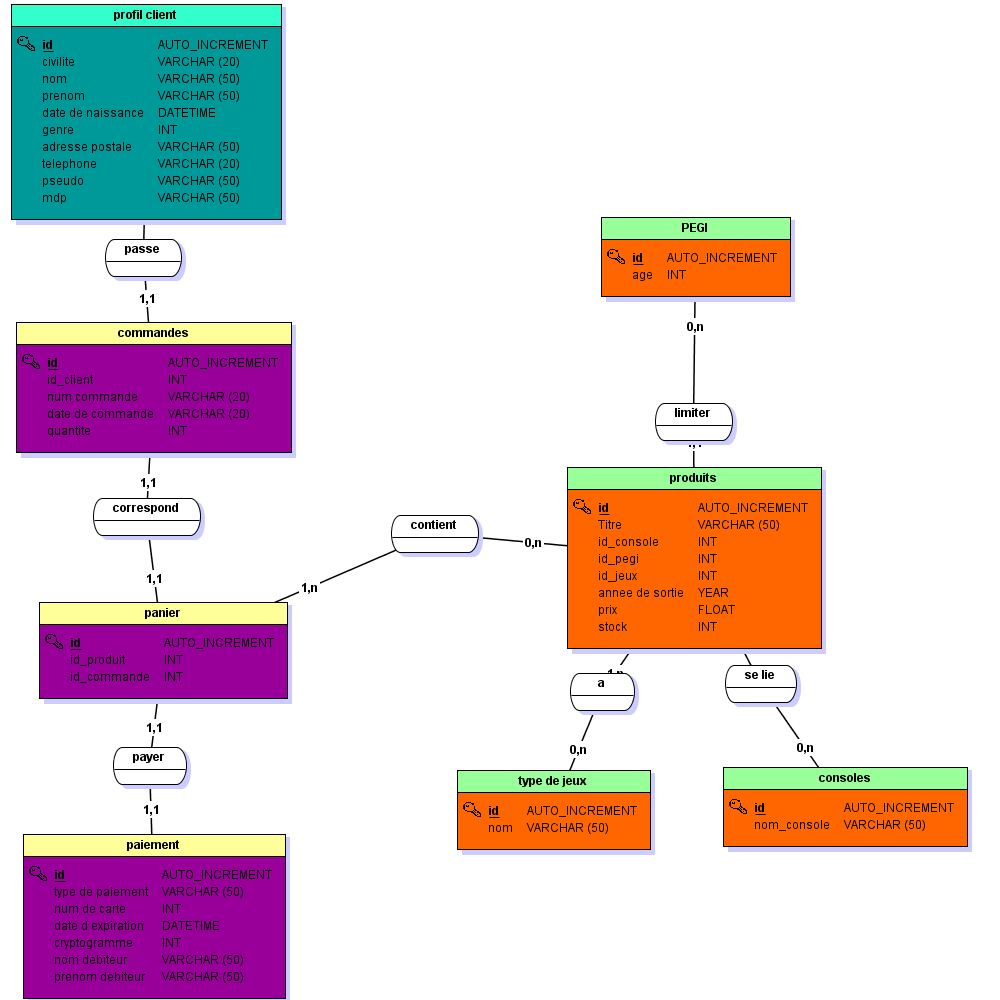 profil client
id AUTO_INCREMENT
civilite VARCHAR (20)
nom VARCHAR (50)
prenom VARCHAR (50)
date de naissance DATETIME
genre INT
adresse postale VARCHAR (50)
telephone VARCHAR (20)
pseudo VARCHAR (50)
mdp VARCHAR (50)
passe
1,1
commandes
id AUTO_INCREMENT
id_client INT
num commande VARCHAR (20)
date de commande VARCHAR (20)
quantite INT
1,1
correspond
1,1
panier
id AUTO_INCREMENT
id_produit INT
id_commande INT
1,1
payer
1,1
paiement
id AUTO_INCREMENT
type de paiement VARCHAR (50)
num de carte INT
date d expiration DATETIME
cryptogramme INT
nom debiteur VARCHAR (50)
prenom debiteur VARCHAR (50)
contient
1,n
0,n
PEGI
id AUTO_INCREMENT
age INT
0,n
limiter
produits
id AUTO_INCREMENT
Titre VARCHAR (50)
id_console INT
id_pegi INT
id_jeux INT
annee de sortie YEAR
prix FLOAT
stock INT
1,n
a
0,n
type de jeux
id AUTO_INCREMENT
nom VARCHAR (50)
se lie
0,n
consoles
id AUTO_INCREMENT
nom_console VARCHAR (50)